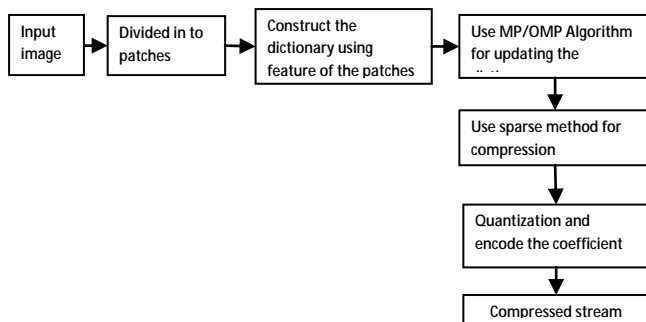 Input
image
Divided in to
patches
Construct the
dictionary using
feature of the patches
Use MP/OMP Algorithm
for updating the
Use sparse method for
compression
Quantization and
encode the coefficient
Compressed stream